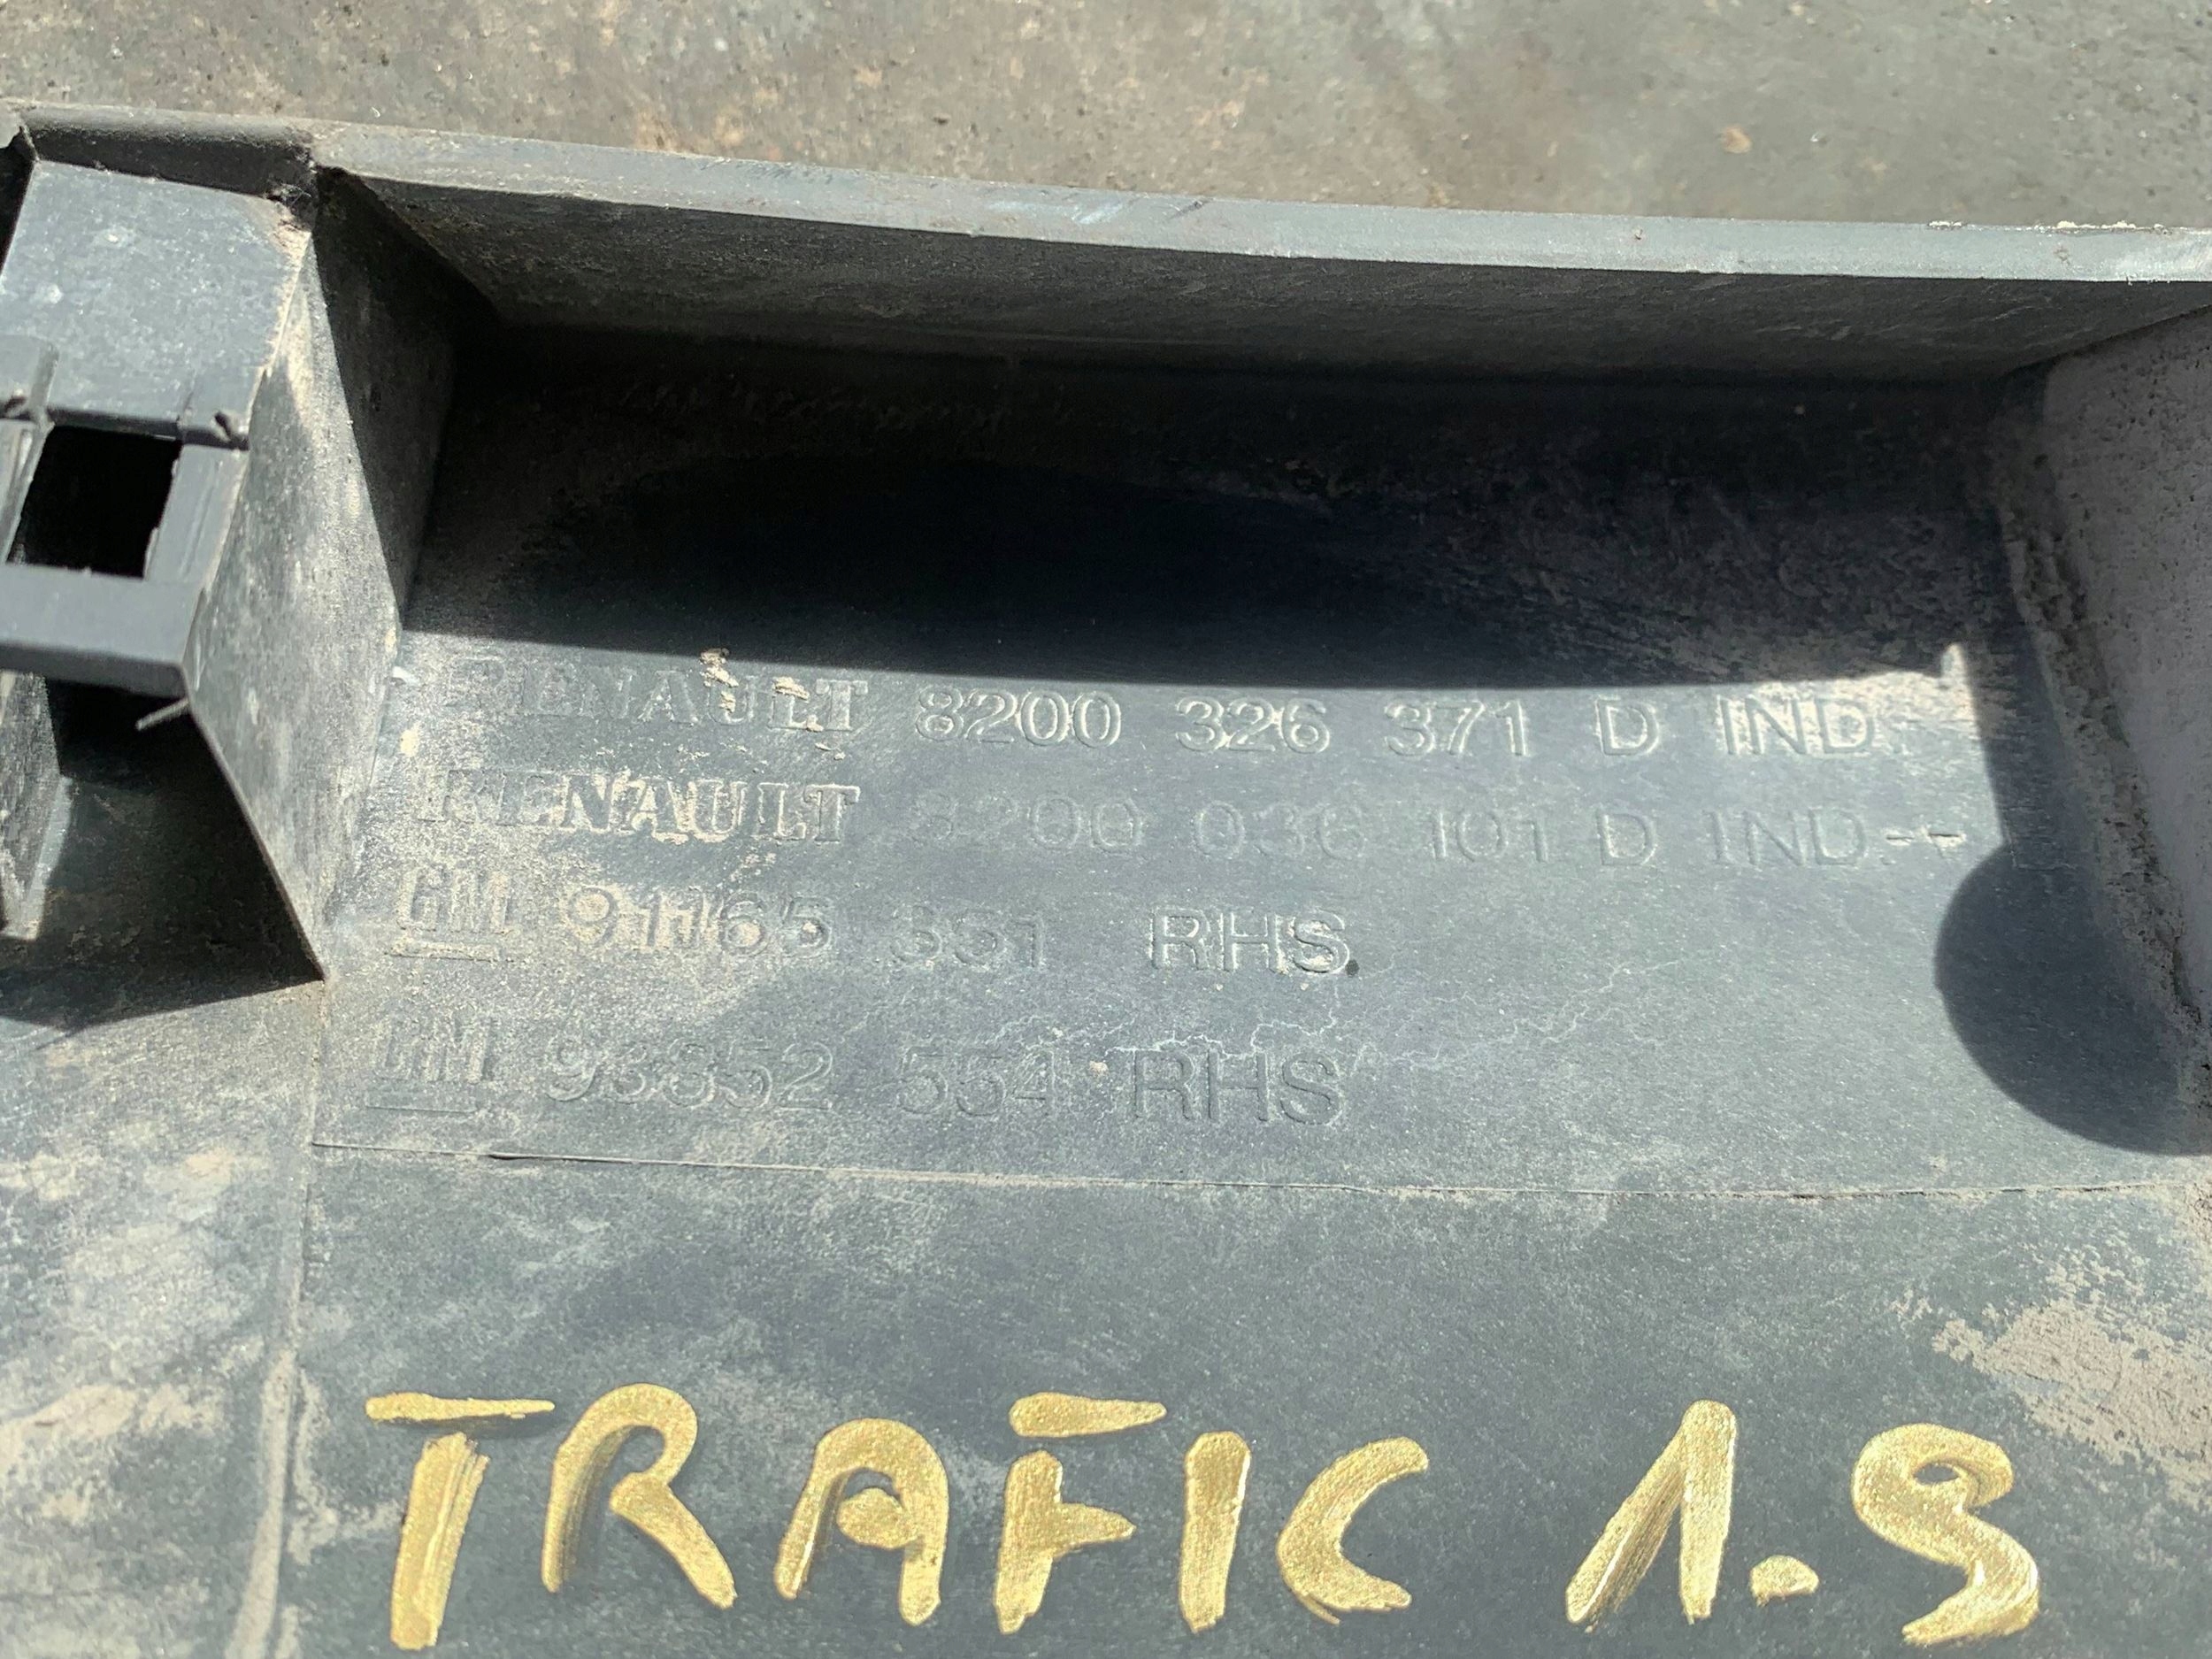 RENAULT 8200 326 371 D IND.-
RENAULT 8200 036 101 D IND.--
GM 91165 351 RHS
GM 93852 554 RHS
TRAFIC 1.9